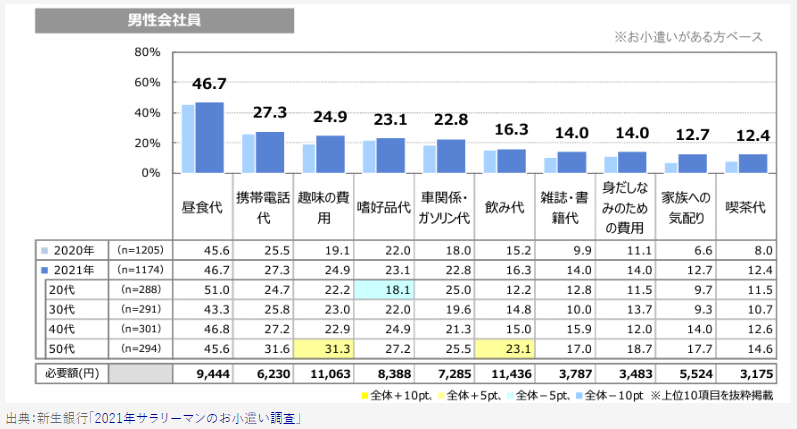 男性会社員
※お小遣いがある方ベース
80%
60%
40%
20%
0%
46.7 27.3 24.9 23.1 22.8 16.3 14.0 14.0 12.7 12.4
昼食代 携帯電話代 趣味の費用 嗜好品代 車関係・ガソリン代 飲み代 雑誌・書籍代 身だしなみのための費用 家族への気配り 喫茶代
2020年 (n=1205) 45.6 25.5 19.1 22.0 18.0 15.2 9.9 11.1 6.6 8.0
2021年 (n=1174) 46.7 27.3 24.9 23.1 22.8 16.3 14.0 14.0 12.7 12.4
20代 (n=288) 51.0 24.7 22.2 18.1 25.0 12.2 12.8 11.5 9.7 11.5
30代 (n=291) 43.3 25.8 23.0 22.0 19.6 14.8 10.0 13.7 9.3 10.7
40代 (n=301) 46.8 27.2 22.9 24.9 21.3 15.0 15.9 12.0 14.0 12.6
50代 (n=294) 45.6 31.6 31.3 27.2 25.5 23.1 17.0 18.7 17.7 14.6
必要額(円) 9,444 6,230 11,063 8,388 7,285 11,436 3,787 3,483 5,524 3,175
全体+10pt、 全体+5pt、 全体-5pt、 全体-10pt ※上位10項目を抜粋掲載
出典:新生銀行「2021年サラリーマンのお小遣い調査」